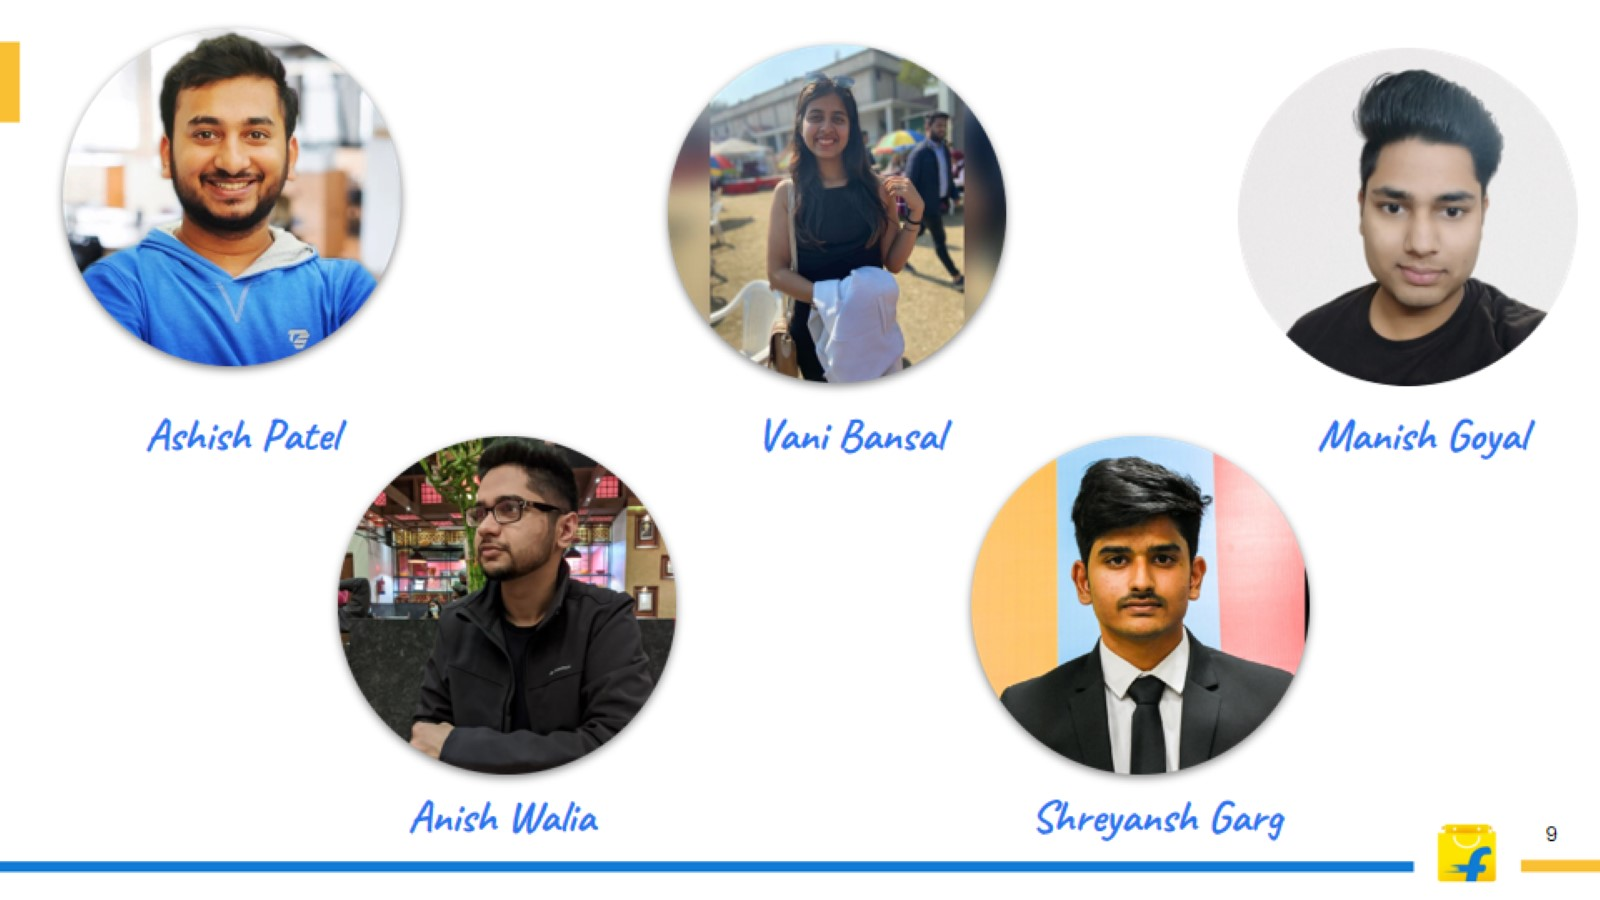 Ashish Patel
Vani Bansal
Manish Goyal
Anish Walia
Shreyansh Garg
f
9